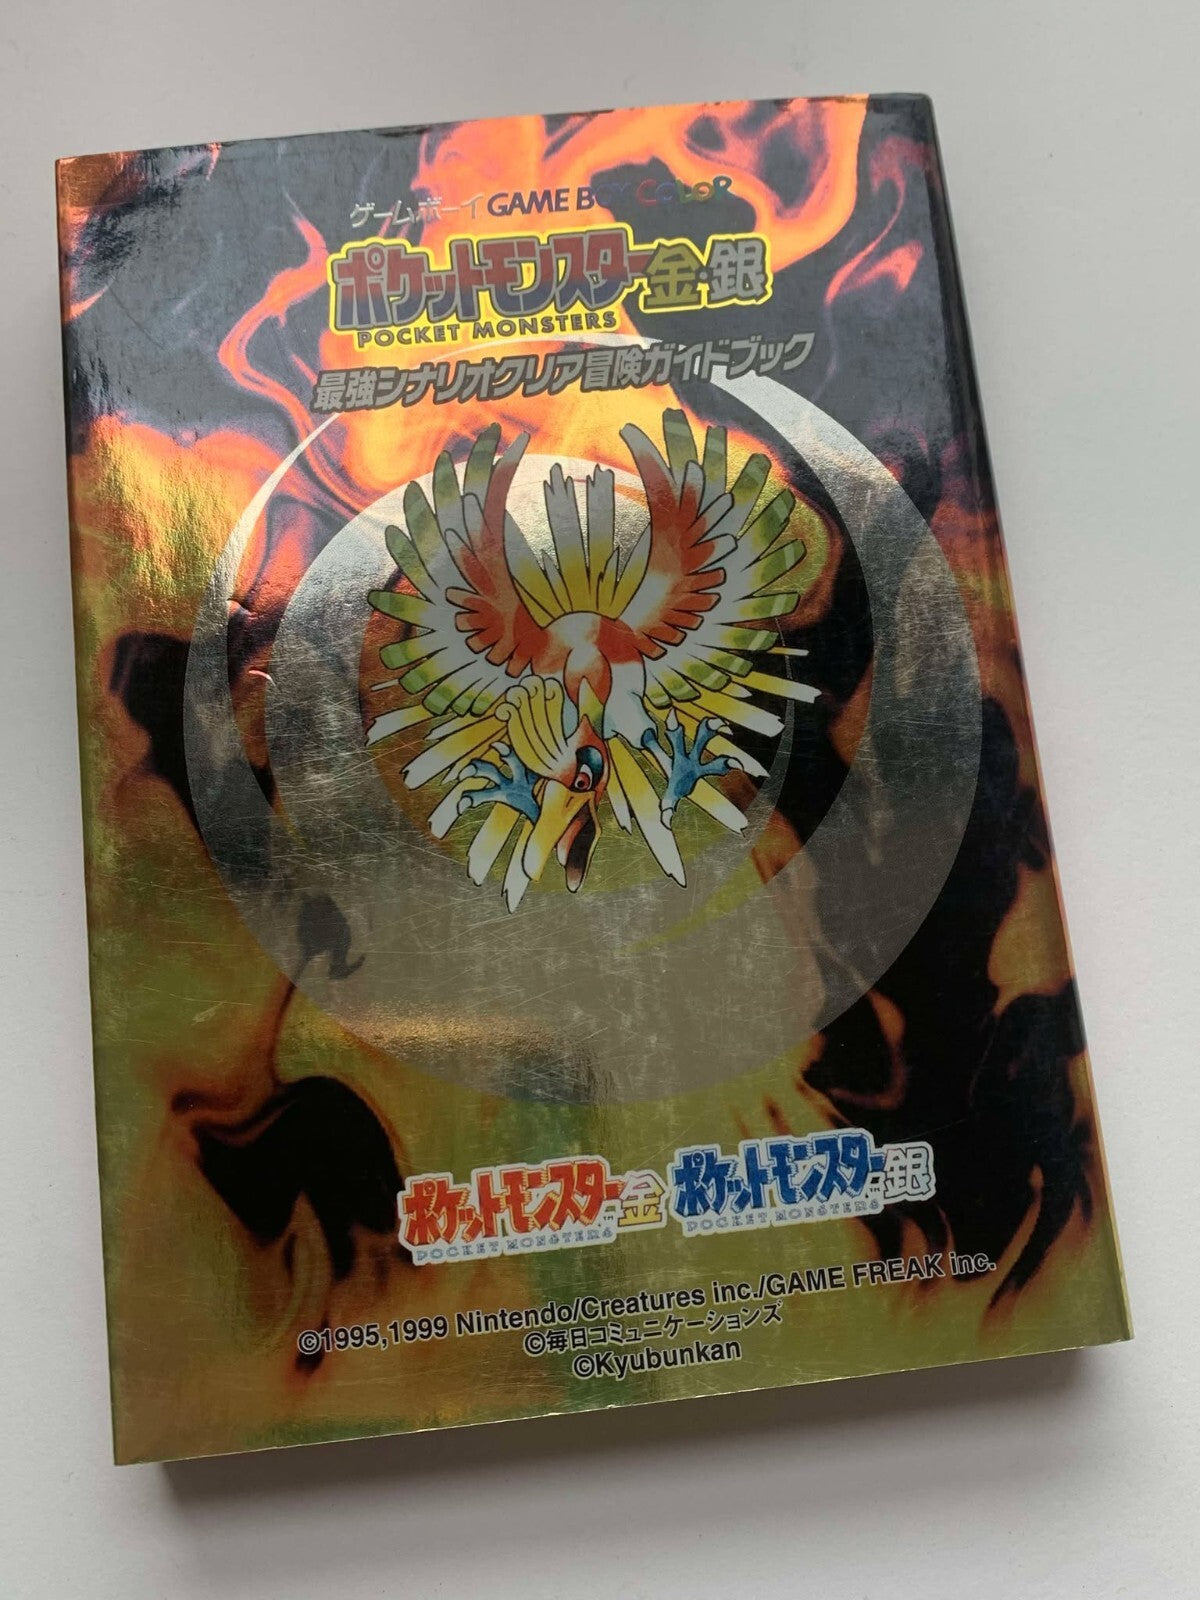 ゲームボーイ GAME BOY COLOR
ポケットモンスター金・銀
POCKET MONSTERS
最強シナリオクリア冒険ガイドブック
ポケットモンスター金 ポケットモンスター銀
POCKET MONSTERS TM POCKET MONSTERS TM
©1995,1999 Nintendo/Creatures inc./GAME FREAK inc.
©毎日コミュニケーションズ
©Kyubunkan